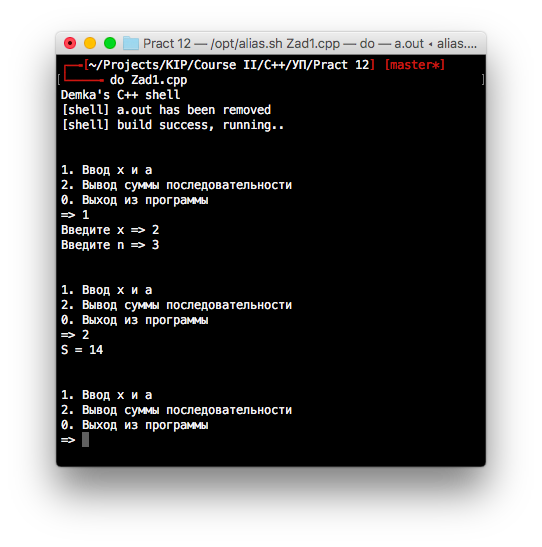 Pract 12 — /opt/alias.sh Zad1.cpp — do — a.out ◂ alias....
[~/Projects/KIP/Course II/C++/УП/Pract 12] [master*]
[ do Zad1.cpp ]
Demka's C++ shell
[shell] a.out has been removed
[shell] build success, running..
1. Ввод x и a
2. Вывод суммы последовательности
0. Выход из программы
=> 1
Введите x => 2
Введите n => 3
1. Ввод x и a
2. Вывод суммы последовательности
0. Выход из программы
=> 2
S = 14
1. Ввод x и a
2. Вывод суммы последовательности
0. Выход из программы
=>